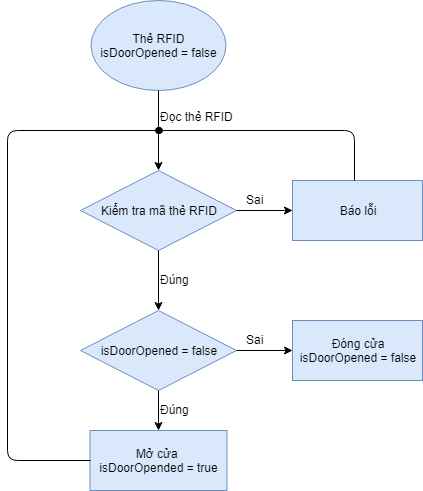 Thẻ RFID
isDoorOpened = false
Đọc thẻ RFID
Kiểm tra mã thẻ RFID
Sai
Báo lỗi
Đúng
isDoorOpened = false
Sai
Đóng cửa
isDoorOpened = false
Đúng
Mở cửa
isDoorOpended = true